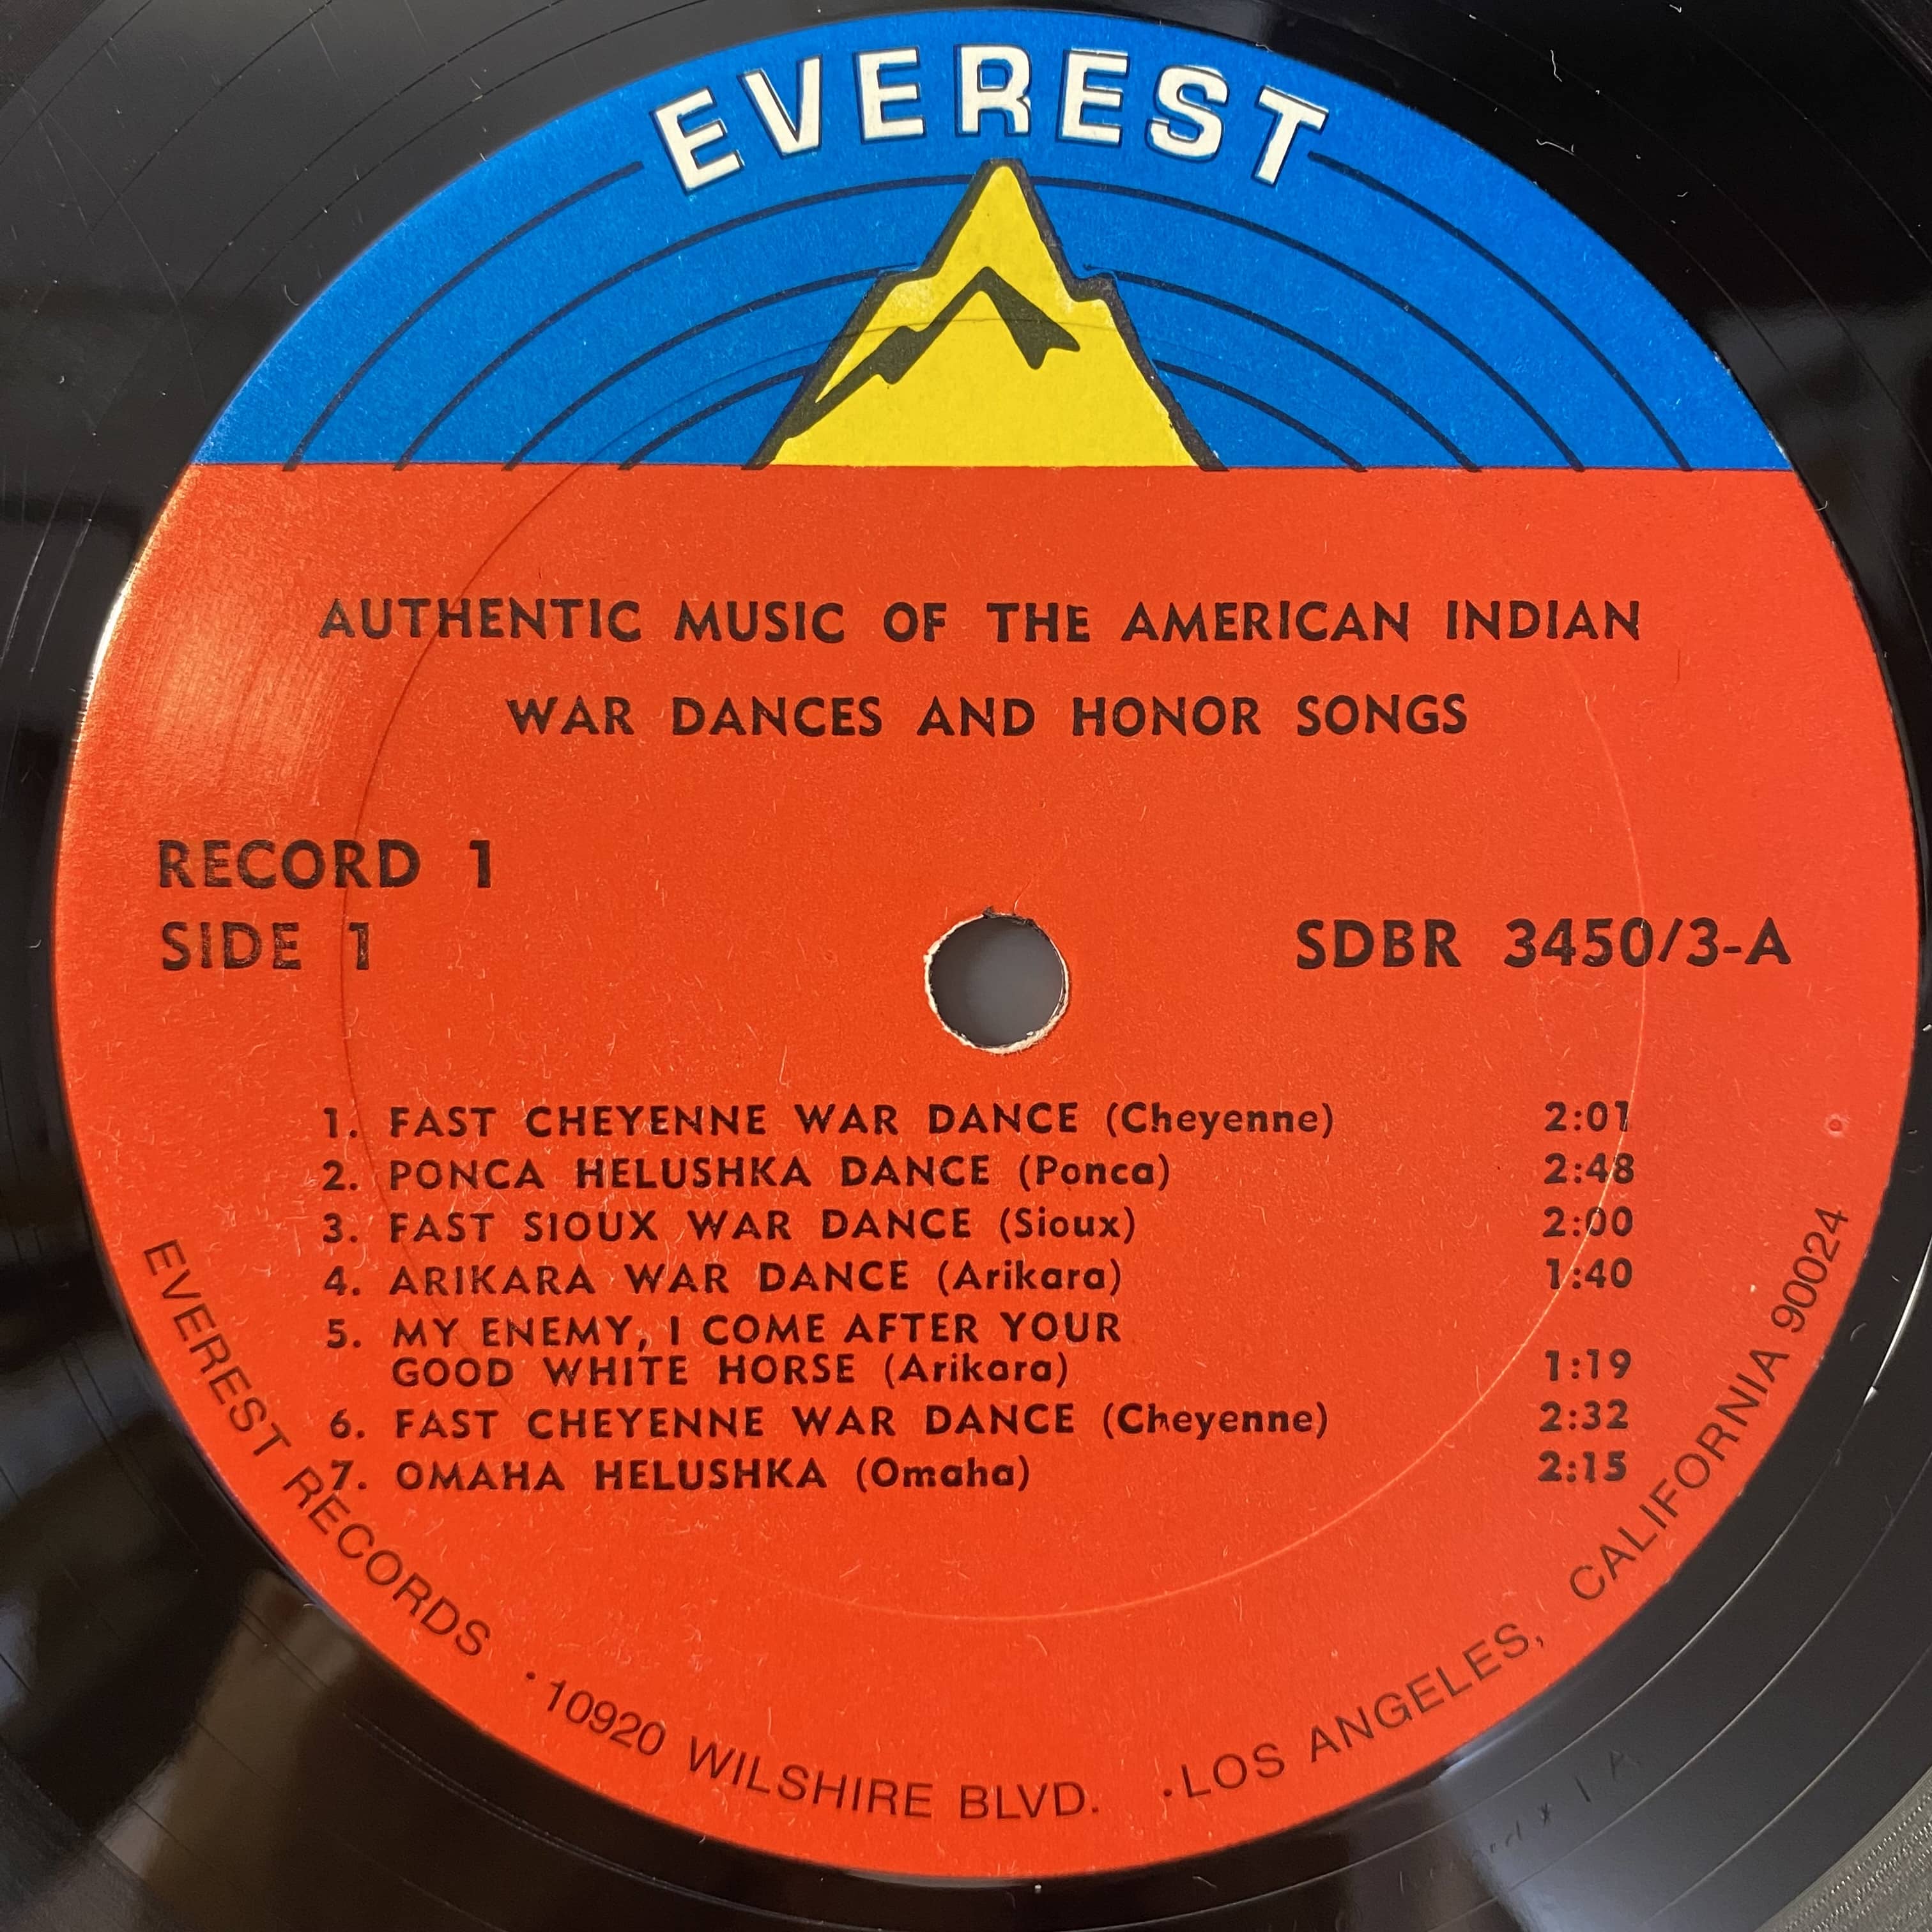 EVEREST
AUTHENTIC MUSIC OF THE AMERICAN INDIAN
WAR DANCES AND HONOR SONGS
RECORD 1
SIDE 1
SDBR 3450/3-A
1. FAST CHEYENNE WAR DANCE (Cheyenne) 2:01
2. PONCA HELUSHKA DANCE (Ponca) 2:48
3. FAST SIOUX WAR DANCE (Sioux) 2:00
4. ARIKARA WAR DANCE (Arikara) 1:40
5. MY ENEMY, I COME AFTER YOUR
GOOD WHITE HORSE (Arikara) 1:19
6. FAST CHEYENNE WAR DANCE (Cheyenne) 2:32
7. OMAHA HELUSHKA (Omaha) 2:15
EVEREST RECORDS · 10920 WILSHIRE BLVD. · LOS ANGELES, CALIFORNIA 90024